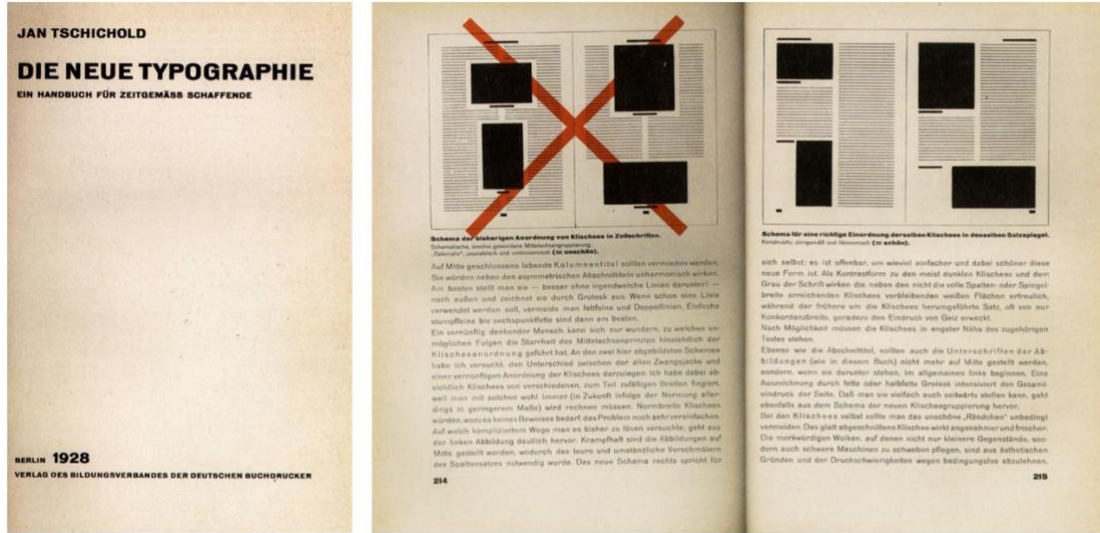 JAN TSCHICHOLD
DIE NEUE TYPOGRAPHIE
EIN HANDBUCH FÜR ZEITGEMÄSS SCHAFFENDE
BERLIN 1928
VERLAG DES BILDUNGSVERBANDES DER DEUTSCHEN BUCHDRUCKER
Schema der bisherigen Anordnung von Klischees in Zeitschriften.
Schematische, sinnlos gewordene Mittelachsengruppierung.
„Dekorativ“, unpraktisch und unökonomisch (= unschön).
Auf Mitte geschlossene lebende Kolumnentitel sollten vermieden werden.
Sie würden neben den asymmetrischen Abschnittiteln unharmonisch wirken.
Am besten stellt man sie — besser ohne irgendwelche Linien darunter! —
nach außen und zeichnet sie durch Grotesk aus. Wenn schon eine Linie
verwendet werden soll, vermeide man fettfeine und Doppellinien. Einfache
stumpffeine bis sechspunktfette sind dann am besten.
Ein vernünftig denkender Mensch kann sich nur wundern, zu welchen un-
möglichen Folgen die Starrheit des Mittelachsenprinzips hinsichtlich der
Klischeeanordnung geführt hat. An den zwei hier abgebildeten Schemen
habe ich versucht, den Unterschied zwischen der alten Zwangsjacke und
einer vernünftigen Anordnung der Klischees darzulegen. Ich habe dabei ab-
sichtlich Klischees von verschiedenen, zum Teil zufälligen Breiten fingiert,
weil man mit solchen wohl immer (in Zukunft infolge der Normung aller-
dings in geringerem Maße) wird rechnen müssen. Normbreite Klischees
würden, wozu es keines Beweises bedarf, das Problem noch sehr vereinfachen.
Auf welch kompliziertem Wege man es bisher zu lösen versuchte, geht aus
der linken Abbildung deutlich hervor. Krampfhaft sind die Abbildungen auf
Mitte gestellt worden, wodurch das teure und umständliche Verschmälern
des Spaltensatzes notwendig wurde. Das neue Schema rechts spricht für
214
Schema für eine richtige Einordnung derselben Klischees in denselben Satzspiegel.
Konstruktiv, sinngemäß und ökonomisch (= schön).
sich selbst; es ist offenbar, um wieviel einfacher und dabei schöner diese
neue Form ist. Als Kontrastform zu den meist dunklen Klischees und dem
Grau der Schrift wirken die, neben den nicht die volle Spalten- oder Spiegel-
breite erreichenden Klischees verbleibenden weißen Flächen erfreulich,
während der frühere um die Klischees herumgeführte Satz, oft von nur
Konkordanzbreite, geradezu den Eindruck von Geiz erweckt.
Nach Möglichkeit müssen die Klischees in engster Nähe des zugehörigen
Textes stehen.
Ebenso wie die Abschnittitel, sollten auch die Unterschriften der Ab-
bildungen (wie in diesem Buch) nicht mehr auf Mitte gestellt werden,
sondern, wenn sie darunter stehen, im allgemeinen links beginnen. Eine
Auszeichnung durch fette oder halbfette Grotesk intensiviert den Gesamt-
eindruck der Seite. Daß man sie vielfach auch seitwärts stellen kann, geht
ebenfalls aus dem Schema der neuen Klischeegruppierung hervor.
Bei den Klischees selbst sollte man das unschöne „Rändchen“ unbedingt
vermeiden. Das glatt abgeschnittene Klischee wirkt angenehmer und frischer.
Die merkwürdigen Wolken, auf denen nicht nur kleinere Gegenstände, son-
dern auch schwere Maschinen zu schweben pflegen, sind aus ästhetischen
Gründen und der Druckschwierigkeiten wegen bedingungslos abzulehnen.
215